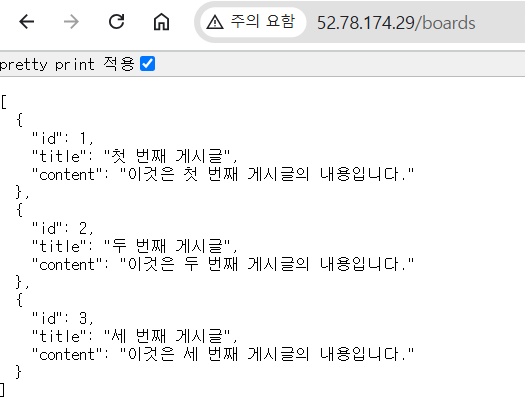 주의 요함 52.78.174.29/boards
pretty print 적용
[
  {
    "id": 1,
    "title": "첫 번째 게시글",
    "content": "이것은 첫 번째 게시글의 내용입니다."
  },
  {
    "id": 2,
    "title": "두 번째 게시글",
    "content": "이것은 두 번째 게시글의 내용입니다."
  },
  {
    "id": 3,
    "title": "세 번째 게시글",
    "content": "이것은 세 번째 게시글의 내용입니다."
  }
]